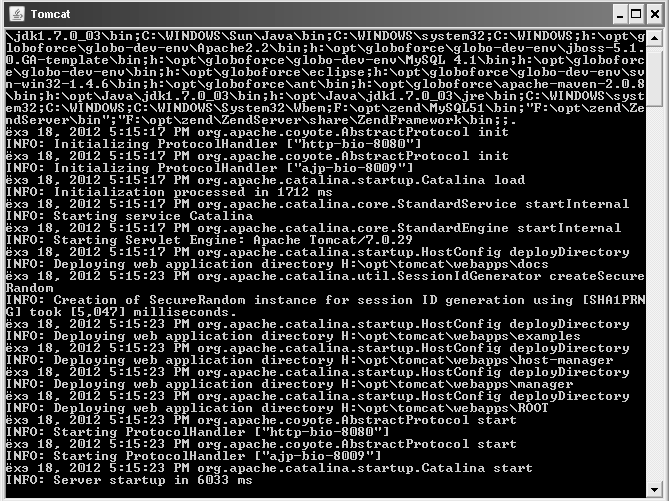 Tomcat
\jdk1.7.0_03\bin;C:\WINDOWS\Sun\Java\bin;C:\WINDOWS\system32;C:\WINDOWS;h:\opt\g
loboforce\globo-dev-env\Apache2.2\bin;h:\opt\globoforce\globo-dev-env\jboss-5.1.
0.GA-template\bin;h:\opt\globoforce\globo-dev-env\MySQL 4.1\bin;h:\opt\globoforc
e\globo-dev-env\bin;h:\opt\globoforce\eclipse;h:\opt\globoforce\globo-dev-env\sv
n-win32-1.4.6\bin;h:\opt\globoforce\ant\bin;h:\opt\globoforce\apache-maven-2.0.8
\bin;h:\opt\Java\jdk1.7.0_03\bin;h:\opt\Java\jdk1.7.0_03\jre\bin;C:\WINDOWS\syst
em32;C:\WINDOWS;C:\WINDOWS\System32\Wbem;F:\opt\zend\MySQL51\bin;"F:\opt\zend\Ze
ndServer\bin";"F:\opt\zend\ZendServer\share\ZendFramework\bin;;.
ëхэ 18, 2012 5:15:17 PM org.apache.coyote.AbstractProtocol init
INFO: Initializing ProtocolHandler ["http-bio-8080"]
ëхэ 18, 2012 5:15:17 PM org.apache.coyote.AbstractProtocol init
INFO: Initializing ProtocolHandler ["ajp-bio-8009"]
ëхэ 18, 2012 5:15:17 PM org.apache.catalina.startup.Catalina load
INFO: Initialization processed in 1712 ms
ëхэ 18, 2012 5:15:17 PM org.apache.catalina.core.StandardService startInternal
INFO: Starting service Catalina
ëхэ 18, 2012 5:15:17 PM org.apache.catalina.core.StandardEngine startInternal
INFO: Starting Servlet Engine: Apache Tomcat/7.0.29
ëхэ 18, 2012 5:15:17 PM org.apache.catalina.startup.HostConfig deployDirectory
INFO: Deploying web application directory H:\opt\tomcat\webapps\docs
ëхэ 18, 2012 5:15:23 PM org.apache.catalina.util.SessionIdGenerator createSecure
Random
INFO: Creation of SecureRandom instance for session ID generation using [SHA1PRN
G] took [5,047] milliseconds.
ëхэ 18, 2012 5:15:23 PM org.apache.catalina.startup.HostConfig deployDirectory
INFO: Deploying web application directory H:\opt\tomcat\webapps\examples
ëхэ 18, 2012 5:15:23 PM org.apache.catalina.startup.HostConfig deployDirectory
INFO: Deploying web application directory H:\opt\tomcat\webapps\host-manager
ëхэ 18, 2012 5:15:23 PM org.apache.catalina.startup.HostConfig deployDirectory
INFO: Deploying web application directory H:\opt\tomcat\webapps\manager
ëхэ 18, 2012 5:15:23 PM org.apache.catalina.startup.HostConfig deployDirectory
INFO: Deploying web application directory H:\opt\tomcat\webapps\ROOT
ëхэ 18, 2012 5:15:23 PM org.apache.coyote.AbstractProtocol start
INFO: Starting ProtocolHandler ["http-bio-8080"]
ëхэ 18, 2012 5:15:23 PM org.apache.coyote.AbstractProtocol start
INFO: Starting ProtocolHandler ["ajp-bio-8009"]
ëхэ 18, 2012 5:15:23 PM org.apache.catalina.startup.Catalina start
INFO: Server startup in 6033 ms